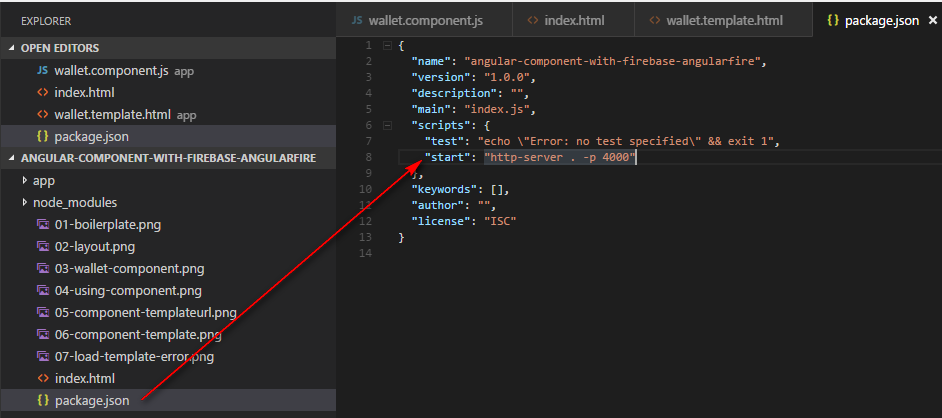 EXPLORER
OPEN EDITORS
JS wallet.component.js app
<> index.html
<> wallet.template.html app
{} package.json
ANGULAR-COMPONENT-WITH-FIREBASE-ANGULARFIRE
app
node_modules
01-boilerplate.png
02-layout.png
03-wallet-component.png
04-using-component.png
05-component-templateurl.png
06-component-template.png
07-load-template-error.png
<> index.html
{} package.json
JS wallet.component.js <> index.html <> wallet.template.html {} package.json ×
1 {
2 "name": "angular-component-with-firebase-angularfire",
3 "version": "1.0.0",
4 "description": "",
5 "main": "index.js",
6 "scripts": {
7 "test": "echo \"Error: no test specified\" && exit 1",
8 "start": "http-server . -p 4000"
9 },
10 "keywords": [],
11 "author": "",
12 "license": "ISC"
13 }
14